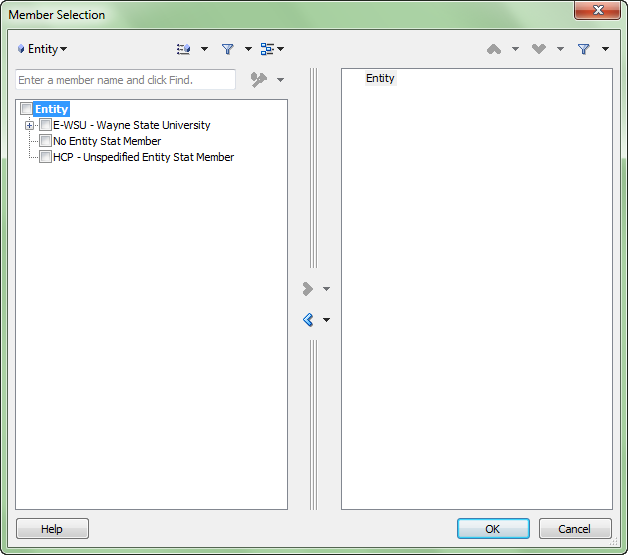 Member Selection
Entity
Enter a member name and click Find.
Entity
E-WSU - Wayne State University
No Entity Stat Member
HCP - Unspedified Entity Stat Member
Entity
Help
OK
Cancel